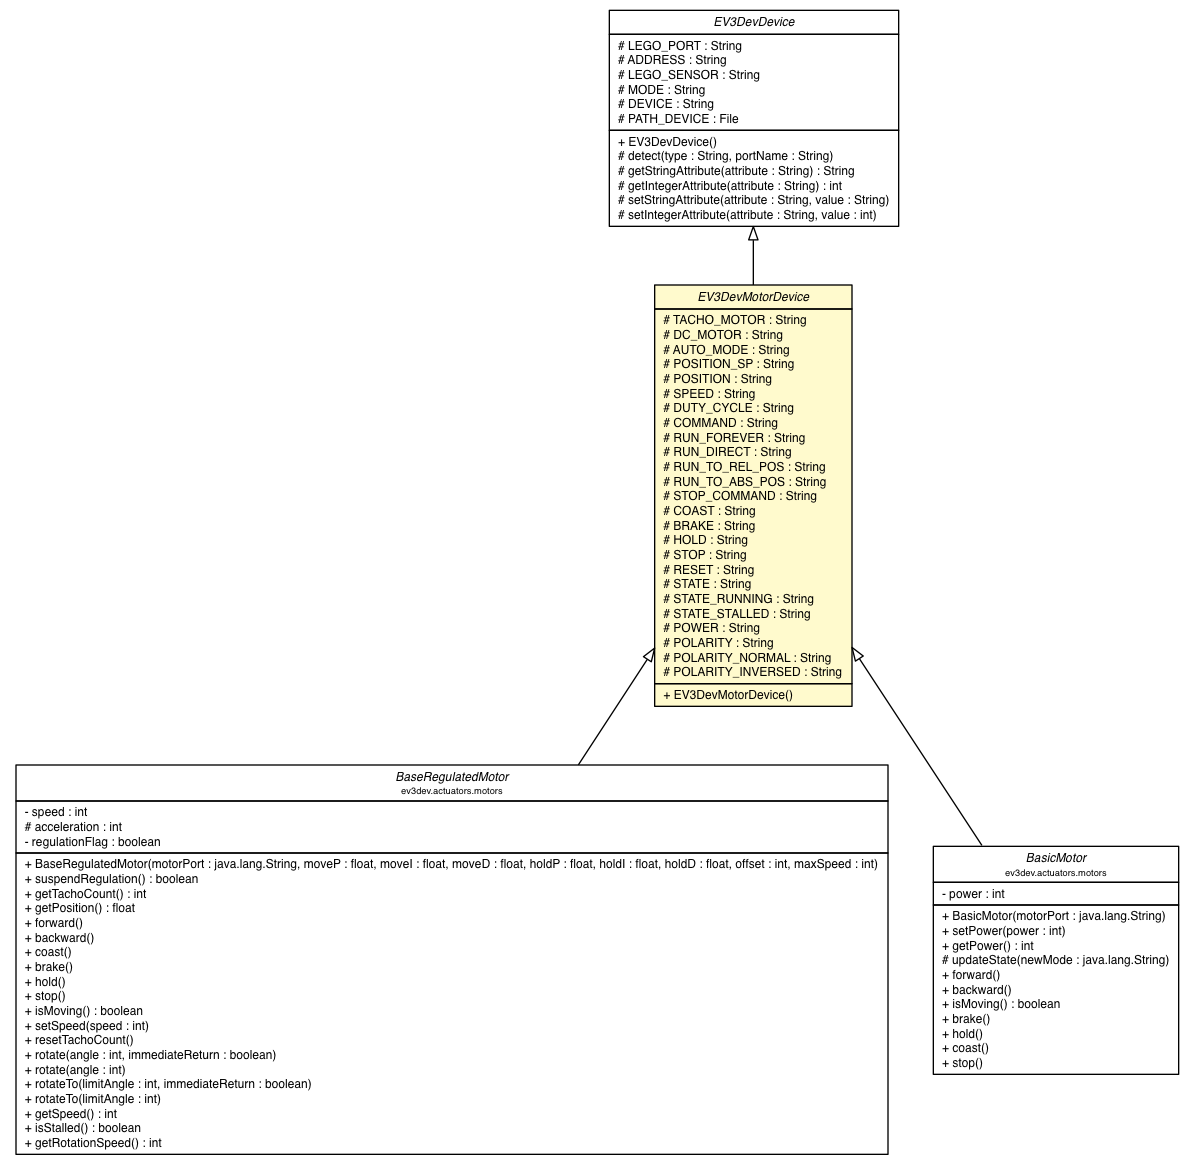 EV3DevDevice
# LEGO_PORT : String
# ADDRESS : String
# LEGO_SENSOR : String
# MODE : String
# DEVICE : String
# PATH_DEVICE : File
+ EV3DevDevice()
# detect(type : String, portName : String)
# getStringAttribute(attribute : String) : String
# getIntegerAttribute(attribute : String) : int
# setStringAttribute(attribute : String, value : String)
# setIntegerAttribute(attribute : String, value : int)
EV3DevMotorDevice
# TACHO_MOTOR : String
# DC_MOTOR : String
# AUTO_MODE : String
# POSITION_SP : String
# POSITION : String
# SPEED : String
# DUTY_CYCLE : String
# COMMAND : String
# RUN_FOREVER : String
# RUN_DIRECT : String
# RUN_TO_REL_POS : String
# RUN_TO_ABS_POS : String
# STOP_COMMAND : String
# COAST : String
# BRAKE : String
# HOLD : String
# STOP : String
# RESET : String
# STATE : String
# STATE_RUNNING : String
# STATE_STALLED : String
# POWER : String
# POLARITY : String
# POLARITY_NORMAL : String
# POLARITY_INVERSED : String
+ EV3DevMotorDevice()
BaseRegulatedMotor
ev3dev.actuators.motors
- speed : int
# acceleration : int
- regulationFlag : boolean
+ BaseRegulatedMotor(motorPort : java.lang.String, moveP : float, moveI : float, moveD : float, holdP : float, holdI : float, holdD : float, offset : int, maxSpeed : int)
+ suspendRegulation() : boolean
+ getTachoCount() : int
+ getPosition() : float
+ forward()
+ backward()
+ coast()
+ brake()
+ hold()
+ stop()
+ isMoving() : boolean
+ setSpeed(speed : int)
+ resetTachoCount()
+ rotate(angle : int, immediateReturn : boolean)
+ rotate(angle : int)
+ rotateTo(limitAngle : int, immediateReturn : boolean)
+ rotateTo(limitAngle : int)
+ getSpeed() : int
+ isStalled() : boolean
+ getRotationSpeed() : int
BasicMotor
ev3dev.actuators.motors
- power : int
+ BasicMotor(motorPort : java.lang.String)
+ setPower(power : int)
+ getPower() : int
# updateState(newMode : java.lang.String)
+ forward()
+ backward()
+ isMoving() : boolean
+ brake()
+ hold()
+ coast()
+ stop()